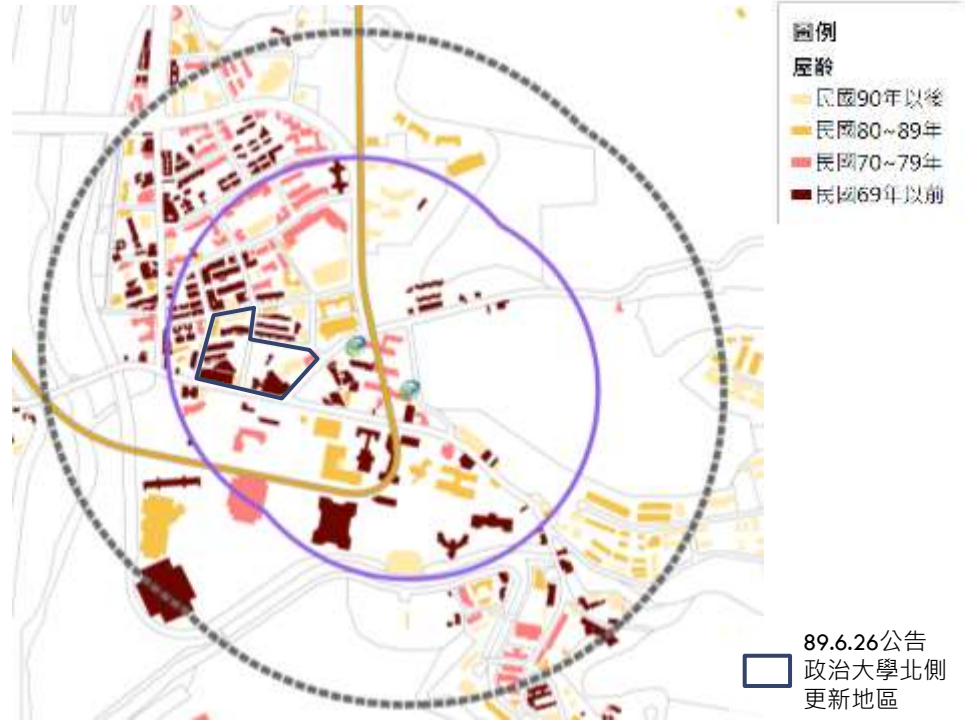 圖例
屋齡
民國90年以後
民國80~89年
民國70~79年
民國69年以前
89.6.26公告
政治大學北側
更新地區